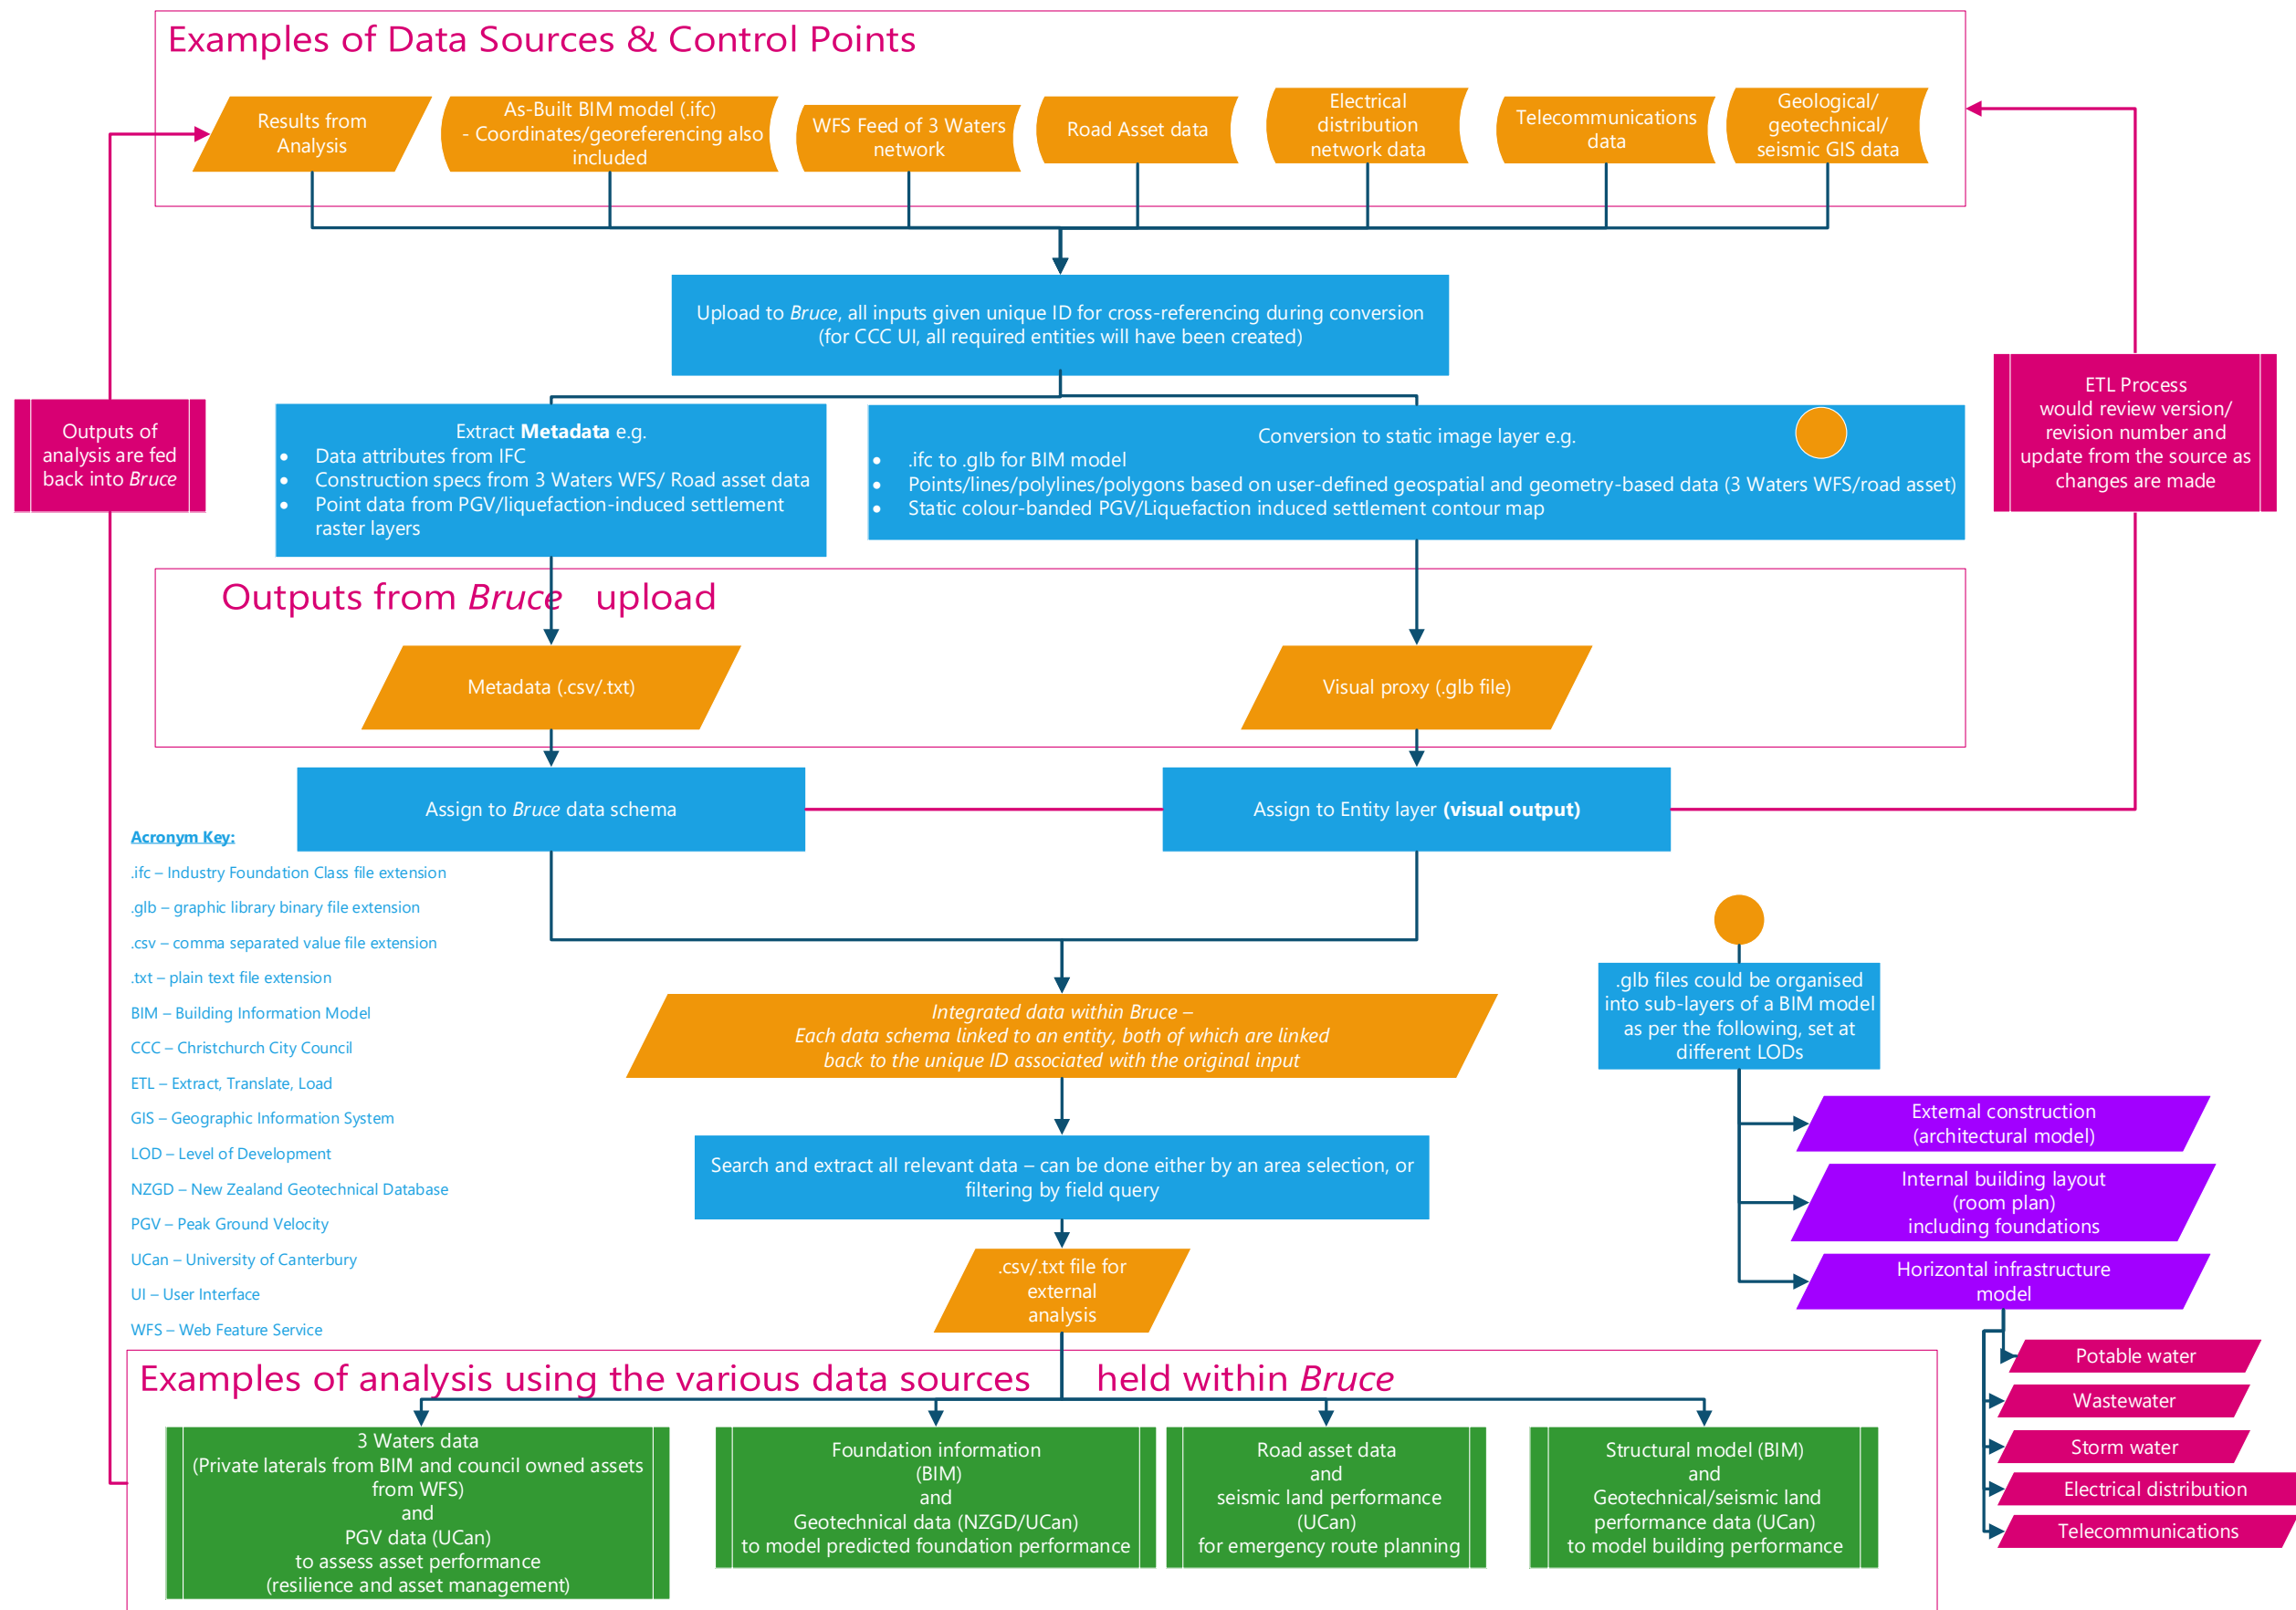 Examples of Data Sources & Control Points
Results from
Analysis
As-Built BIM model (.ifc)
- Coordinates/georeferencing also
included
WFS Feed of 3 Waters
network
Road Asset data
Electrical
distribution
network data
Telecommunications
data
Geological/
geotechnical/
seismic GIS data
Upload to Bruce, all inputs given unique ID for cross-referencing during conversion
(for CCC UI, all required entities will have been created)
Outputs of
analysis are fed
back into Bruce
Extract Metadata e.g.
• Data attributes from IFC
• Construction specs from 3 Waters WFS/ Road asset data
• Point data from PGV/liquefaction-induced settlement
raster layers
Conversion to static image layer e.g.
• .ifc to .glb for BIM model
• Points/lines/polylines/polygons based on user-defined geospatial and geometry-based data (3 Waters WFS/road asset)
• Static colour-banded PGV/Liquefaction induced settlement contour map
ETL Process
would review version/
revision number and
update from the source as
changes are made
Outputs from Bruce upload
Metadata (.csv/.txt)
Visual proxy (.glb file)
Assign to Bruce data schema
Assign to Entity layer (visual output)
Acronym Key:
.ifc – Industry Foundation Class file extension
.glb – graphic library binary file extension
.csv – comma separated value file extension
.txt – plain text file extension
BIM – Building Information Model
CCC – Christchurch City Council
ETL – Extract, Translate, Load
GIS – Geographic Information System
LOD – Level of Development
NZGD – New Zealand Geotechnical Database
PGV – Peak Ground Velocity
UCan – University of Canterbury
UI – User Interface
WFS – Web Feature Service
Integrated data within Bruce –
Each data schema linked to an entity, both of which are linked
back to the unique ID associated with the original input
Search and extract all relevant data – can be done either by an area selection, or
filtering by field query
.csv/.txt file for
external
analysis
.glb files could be organised
into sub-layers of a BIM model
as per the following, set at
different LODs
External construction
(architectural model)
Internal building layout
(room plan)
including foundations
Horizontal infrastructure
model
Potable water
Wastewater
Storm water
Electrical distribution
Telecommunications
Examples of analysis using the various data sources held within Bruce
3 Waters data
(Private laterals from BIM and council owned assets
from WFS)
and
PGV data (UCan)
to assess asset performance
(resilience and asset management)
Foundation information
(BIM)
and
Geotechnical data (NZGD/UCan)
to model predicted foundation performance
Road asset data
and
seismic land performance
(UCan)
for emergency route planning
Structural model (BIM)
and
Geotechnical/seismic land
performance data (UCan)
to model building performance